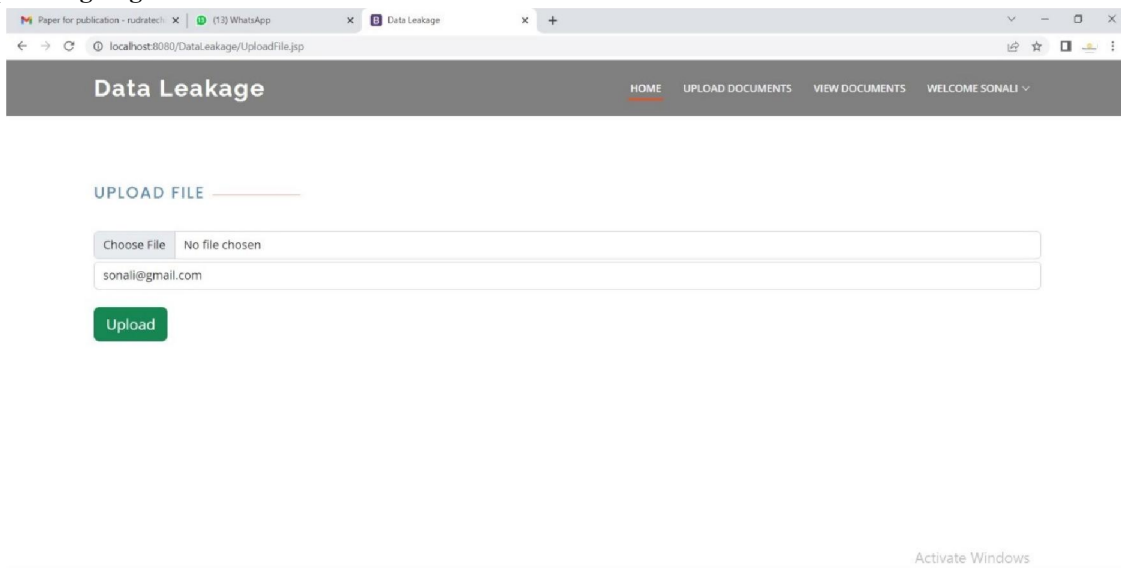 Paper for publication - rudratech
(13) WhatsApp
Data Leakage
localhost:8080/DataLeakage/UploadFile.jsp
Data Leakage
HOME UPLOAD DOCUMENTS VIEW DOCUMENTS WELCOME SONALI
UPLOAD FILE
Choose File No file chosen
sonali@gmail.com
Upload
Activate Windows